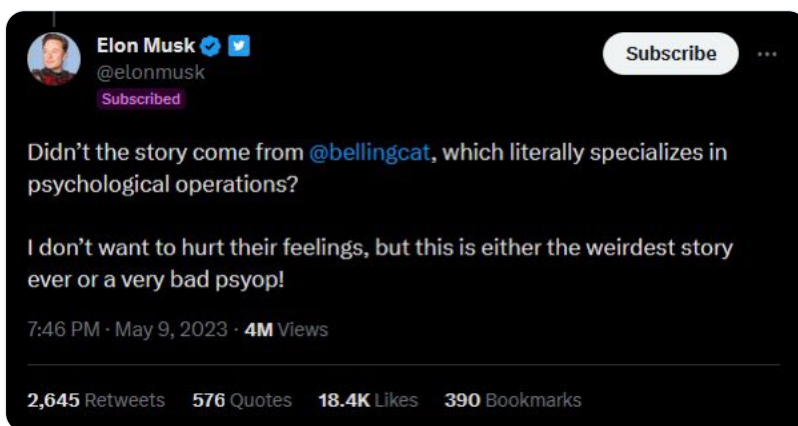 Elon Musk
Subscribe
@elonmusk
Subscribed
Didn’t the story come from @bellingcat, which literally specializes in
psychological operations?
I don’t want to hurt their feelings, but this is either the weirdest story
ever or a very bad psyop!
7:46 PM · May 9, 2023 · 4M Views
2,645 Retweets 576 Quotes 18.4K Likes 390 Bookmarks